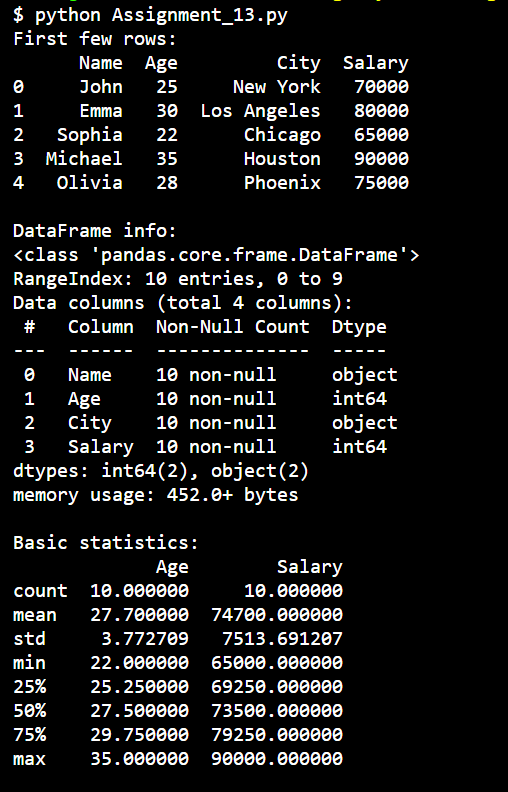 $ python Assignment_13.py
First few rows:
      Name  Age         City  Salary
0     John   25     New York   70000
1     Emma   30  Los Angeles   80000
2   Sophia   22      Chicago   65000
3  Michael   35      Houston   90000
4   Olivia   28      Phoenix   75000

DataFrame info:
<class 'pandas.core.frame.DataFrame'>
RangeIndex: 10 entries, 0 to 9
Data columns (total 4 columns):
 #   Column  Non-Null Count  Dtype
---  ------  --------------  -----
 0   Name    10 non-null     object
 1   Age     10 non-null     int64
 2   City    10 non-null     object
 3   Salary  10 non-null     int64
dtypes: int64(2), object(2)
memory usage: 452.0+ bytes

Basic statistics:
             Age        Salary
count  10.000000     10.000000
mean   27.700000  74700.000000
std     3.772709   7513.691207
min    22.000000  65000.000000
25%    25.250000  69250.000000
50%    27.500000  73500.000000
75%    29.750000  79250.000000
max    35.000000  90000.000000